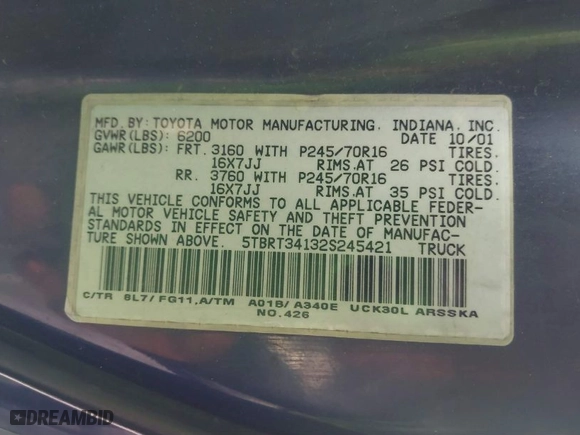 MFD. BY: TOYOTA MOTOR MANUFACTURING, INDIANA, INC.
GVWR(LBS): 6200 DATE 10/01
GAWR(LBS): FRT. 3160 WITH P245/70R16 TIRES.
16X7JJ RIMS.AT 26 PSI COLD.
RR. 3760 WITH P245/70R16 TIRES.
16X7JJ RIMS.AT 35 PSI COLD.
THIS VEHICLE CONFORMS TO ALL APPLICABLE FEDER-
AL MOTOR VEHICLE SAFETY AND THEFT PREVENTION
STANDARDS IN EFFECT ON THE DATE OF MANUFAC-
TURE SHOWN ABOVE. 5TBRT34132S245421 TRUCK
C/TR 8L7/ FG11,A/TM A01B/ A340E UCK30L ARSSKA
NO.426
DREAMBID